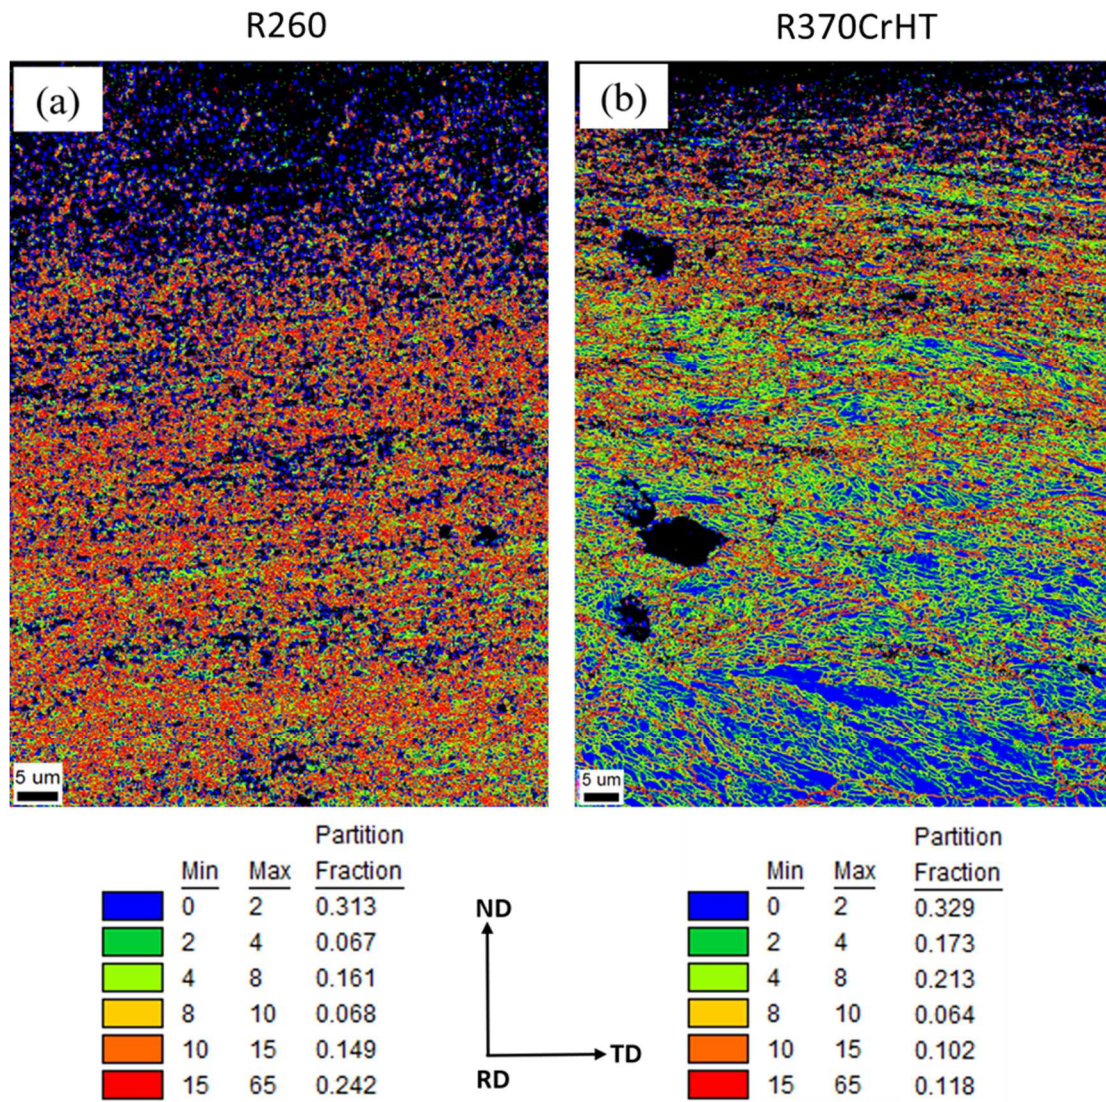 R260 R370CrHT
(a) (b)
5 um 5 um
Partition Partition
Min Max Fraction Min Max Fraction
0 2 0.313 ND 0 2 0.329
2 4 0.067 2 4 0.173
4 8 0.161 4 8 0.213
8 10 0.068 8 10 0.064
10 15 0.149 TD 10 15 0.102
15 65 0.242 RD 15 65 0.118